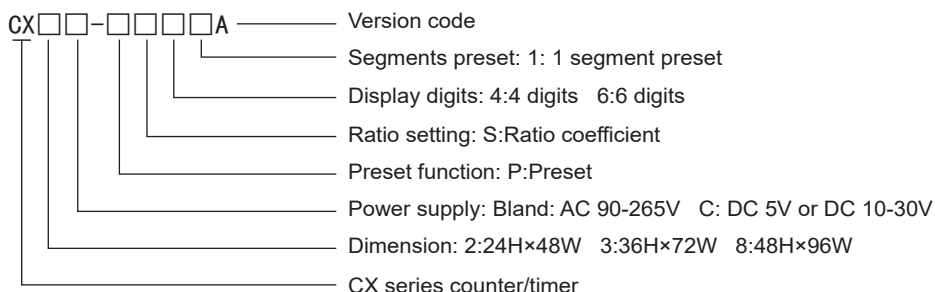 CX□□-□□□□A Version code
Segments preset: 1: 1 segment preset
Display digits: 4:4 digits 6:6 digits
Ratio setting: S:Ratio coefficient
Preset function: P:Preset
Power supply: Bland: AC 90-265V C: DC 5V or DC 10-30V
Dimension: 2:24H×48W 3:36H×72W 8:48H×96W
CX series counter/timer